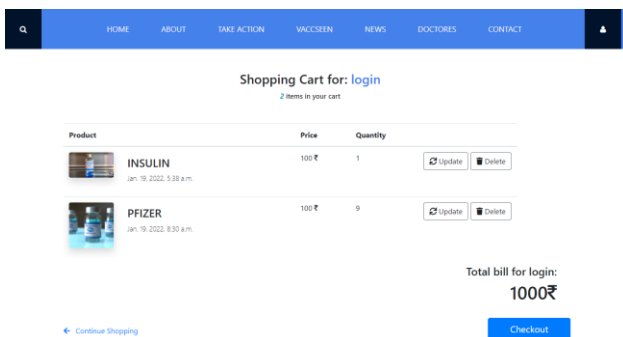 HOME ABOUT TAKE ACTION VACCSEEN NEWS DOCTORES CONTACT
Shopping Cart for: login
2 items in your cart
Product Price Quantity
INSULIN 100 ₹ 1 Update Delete
Jan. 19, 2022, 5:38 a.m.
PFIZER 100 ₹ 9 Update Delete
Jan. 19, 2022, 8:30 a.m.
Total bill for login:
1000₹
Continue Shopping Checkout